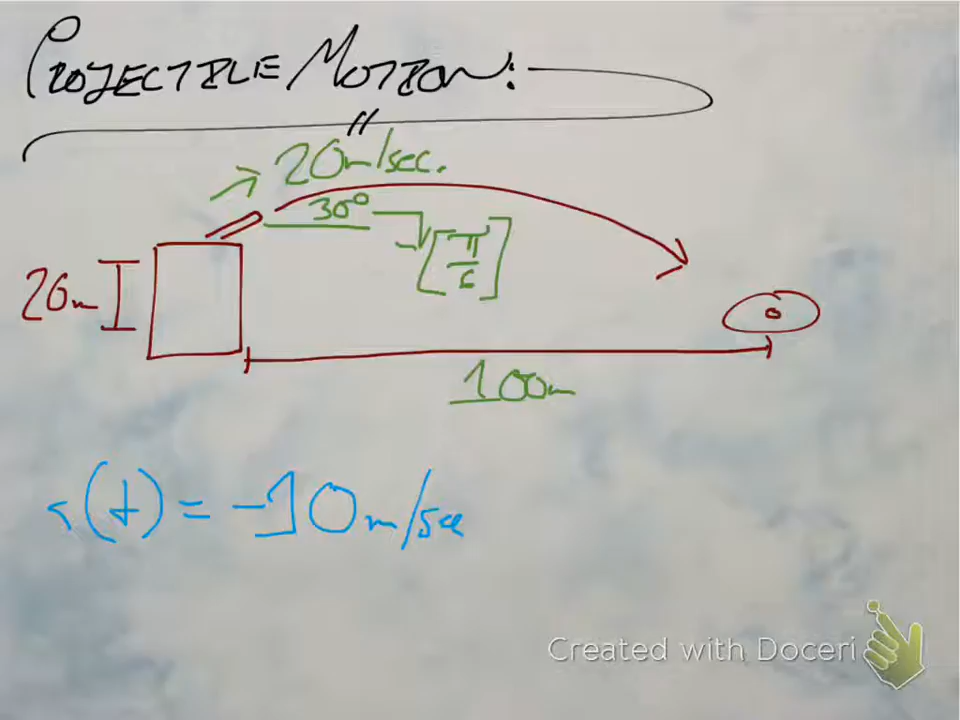 PROJECTILE MOTION:
20m/sec.
30°
[π/6]
20m
100m
(t) = -10m/sec
Created with Doceri